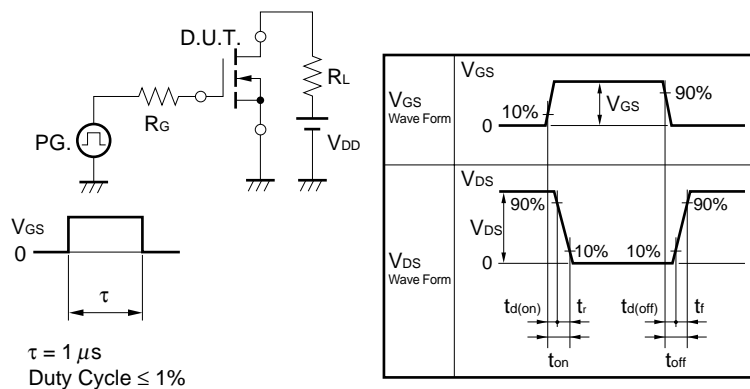 D.U.T.
RL
RG
PG.
VDD
VGS
0
τ
τ = 1 μs
Duty Cycle ≤ 1%
VGS
Wave Form
VGS
10%
VGS
90%
0
VDS
Wave Form
VDS
90%
VDS
90%
10%
10%
0
td(on)
tr
td(off)
tf
ton
toff